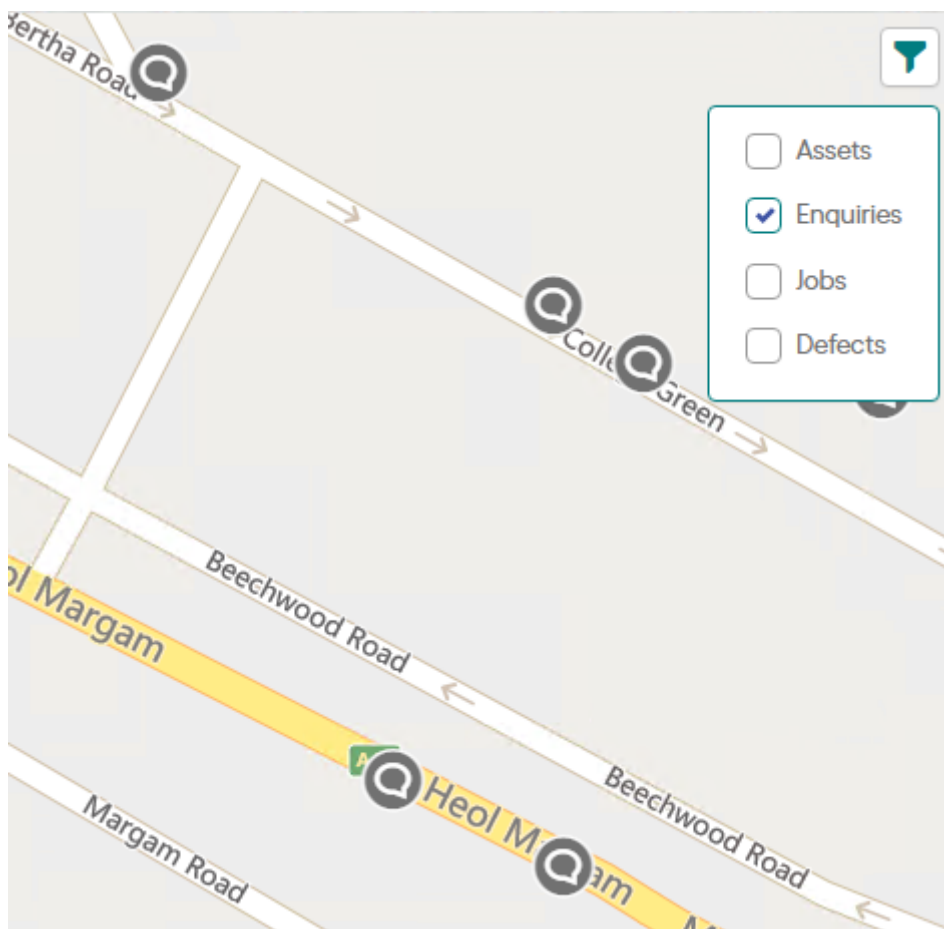 Bertha Road
Assets
Enquiries
Jobs
Defects
Green
Beechwood Road
Margam
Heol
Beechwood Road
Margam Road